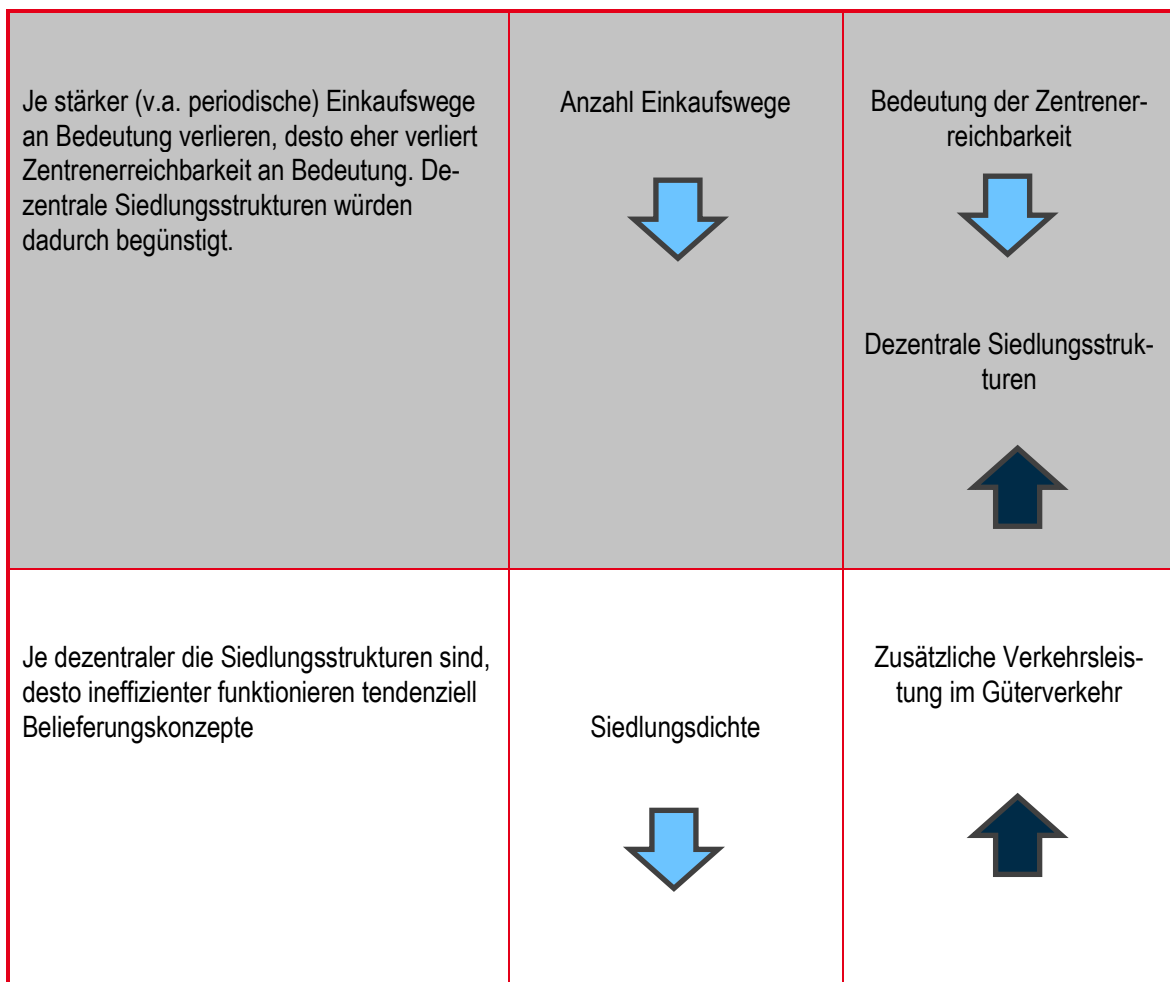 Je stärker (v.a. periodische) Einkaufswege
an Bedeutung verlieren, desto eher verliert
Zentrenerreichbarkeit an Bedeutung. De-
zentrale Siedlungsstrukturen würden
dadurch begünstigt.
Anzahl Einkaufswege
Bedeutung der Zentrener-
reichbarkeit
Dezentrale Siedlungsstruk-
turen
Je dezentraler die Siedlungsstrukturen sind,
desto ineffizienter funktionieren tendenziell
Belieferungskonzepte
Siedlungsdichte
Zusätzliche Verkehrsleis-
tung im Güterverkehr